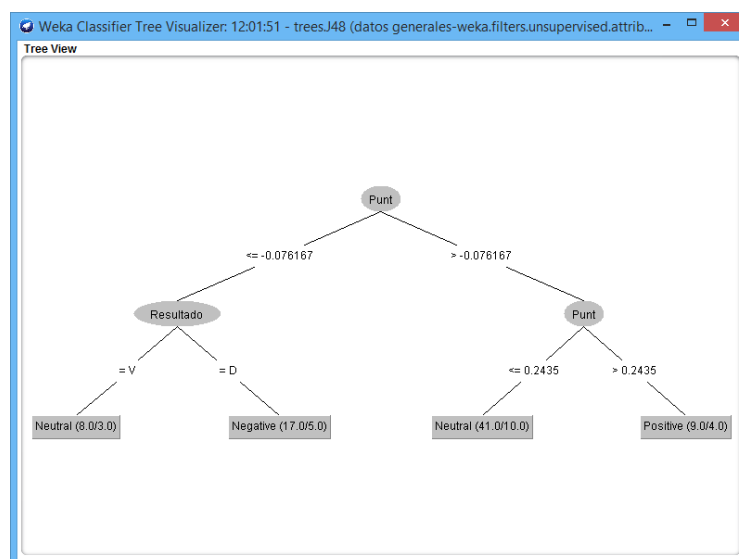 Weka Classifier Tree Visualizer: 12:01:51 - trees.J48 (datos generales-weka.filters.unsupervised.attrib...
Tree View
Punt
<= -0.076167 > -0.076167
Resultado Punt
= V = D <= 0.2435 > 0.2435
Neutral (8.0/3.0) Negative (17.0/5.0) Neutral (41.0/10.0) Positive (9.0/4.0)